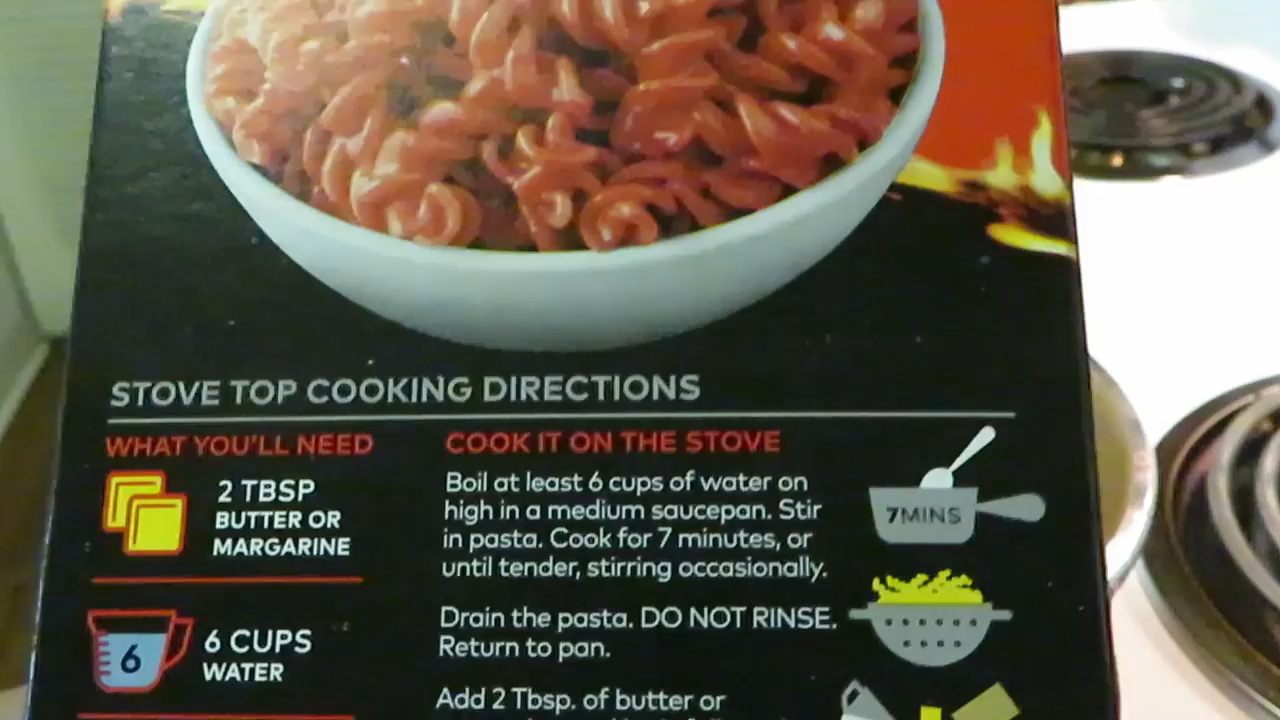 STOVE TOP COOKING DIRECTIONS
WHAT YOU'LL NEED
2 TBSP
BUTTER OR
MARGARINE
6
6 CUPS
WATER
COOK IT ON THE STOVE
Boil at least 6 cups of water on
high in a medium saucepan. Stir
in pasta. Cook for 7 minutes, or
until tender, stirring occasionally.
7MINS
Drain the pasta. DO NOT RINSE.
Return to pan.
Add 2 Tbsp. of butter or